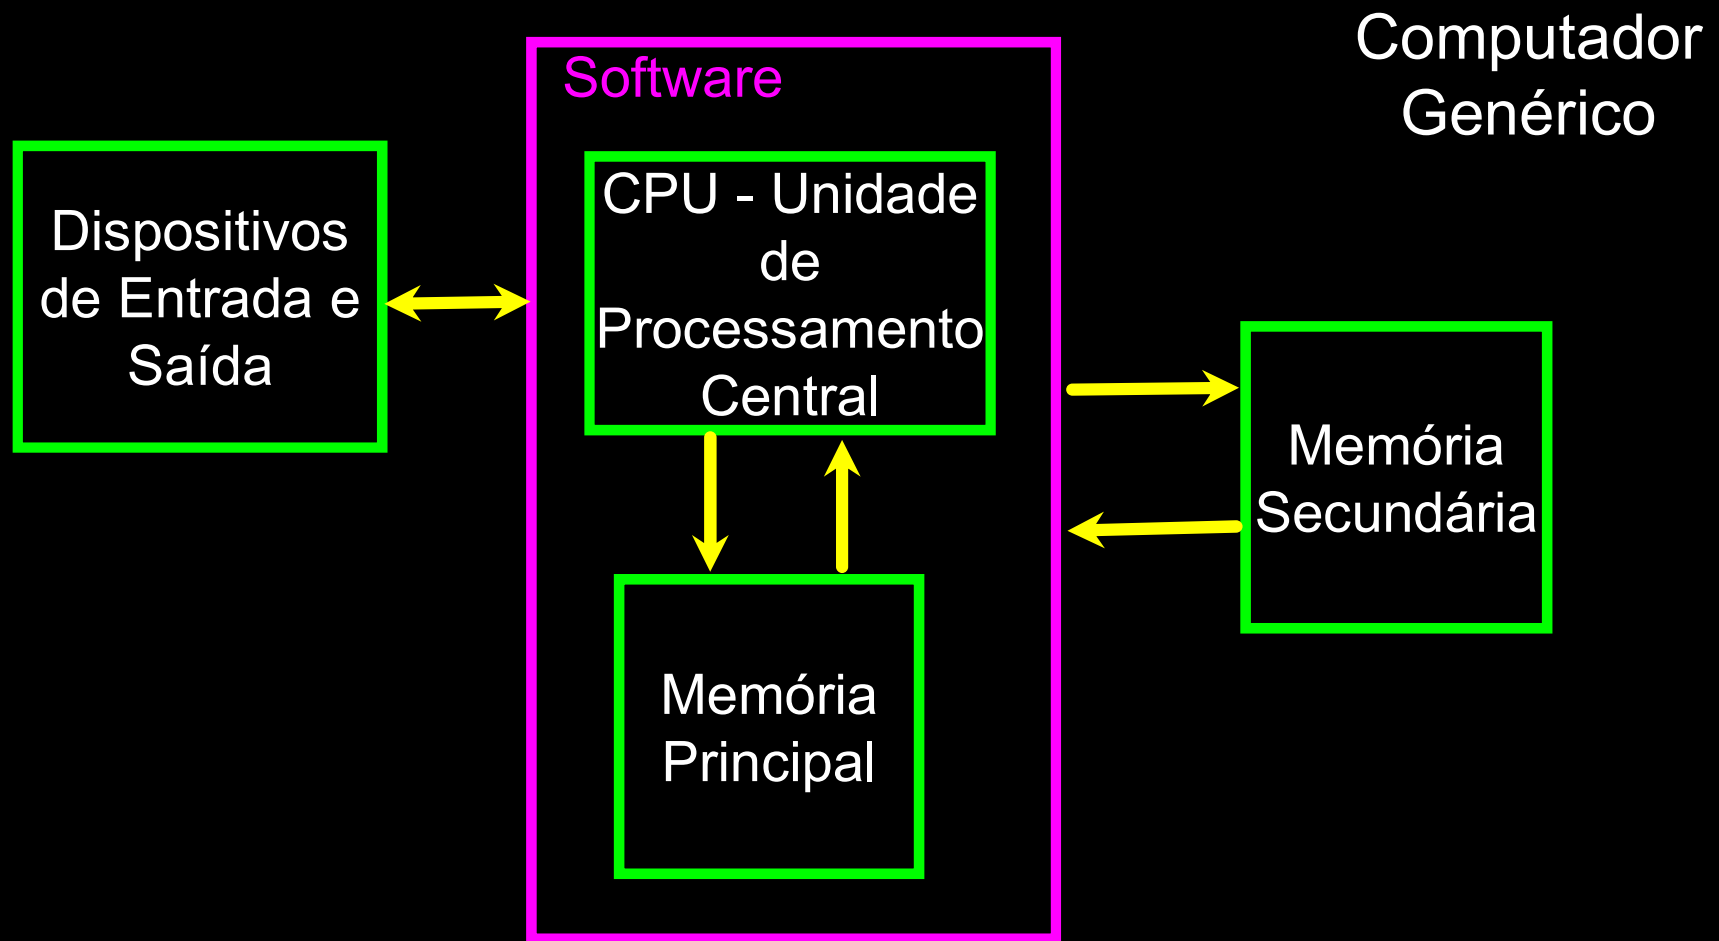 Computador
Genérico
Software
Dispositivos
de Entrada e
Saída
CPU - Unidade
de
Processamento
Central
Memória
Secundária
Memória
Principal